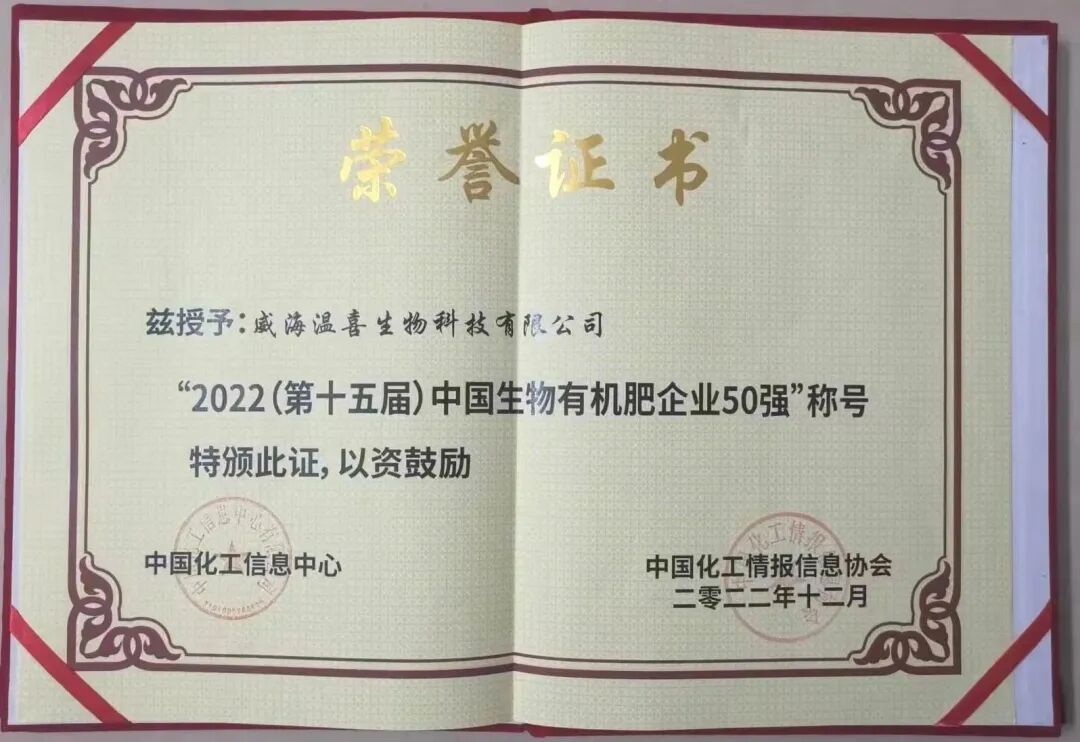 荣誉证书
兹授予：威海温喜生物科技有限公司
“2022（第十五届）中国生物有机肥企业50强”称号
特颁此证，以资鼓励
中国化工信息中心
中国化工情报信息协会
二零二二年十二月